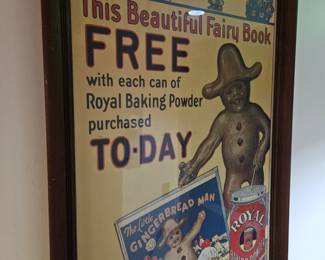 This Beautiful Fairy Book
FREE
with each can of
Royal Baking Powder
purchased
TO-DAY
The Little
GINGERBREAD MAN
ROYAL